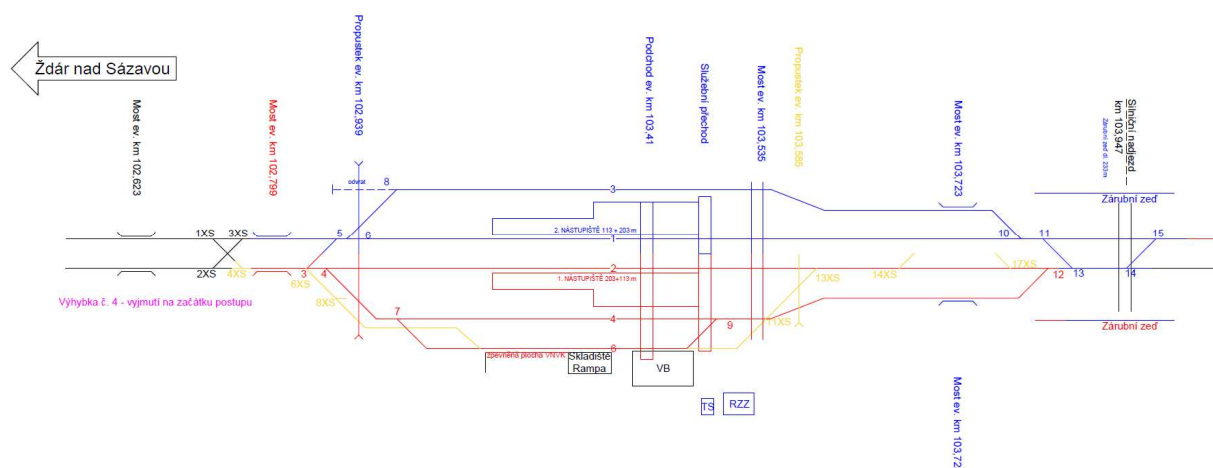 Ždár nad Sázavou
Most ev. km 102,623
Most ev. km 102,799
Propustek ev. km 102,939
Podchod ev. km 103,41
Služební přechod
Most ev. km 103,535
Propustek ev. km 103,585
Most ev. km 103,723
Silniční nadjezd
km 103,947
Zárubní zeď dl. 233m
odvrat
8
3
Zárubní zeď
1XS
3XS
5
6
2. NÁSTUPIŠTĚ 113 + 203 m
1
10
11
15
2XS
4XS
3
4
6XS
2
13XS
14XS
17XS
12
13
14
1. NÁSTUPIŠTĚ 203+113 m
8XS
Výhybka č. 4 - vyjmutí na začátku postupu
7
4
9
11XS
Zárubní zeď
6
zpevněná plocha VNVK
Skladiště
Rampa
VB
TS
RZZ
Most ev. km 103,72